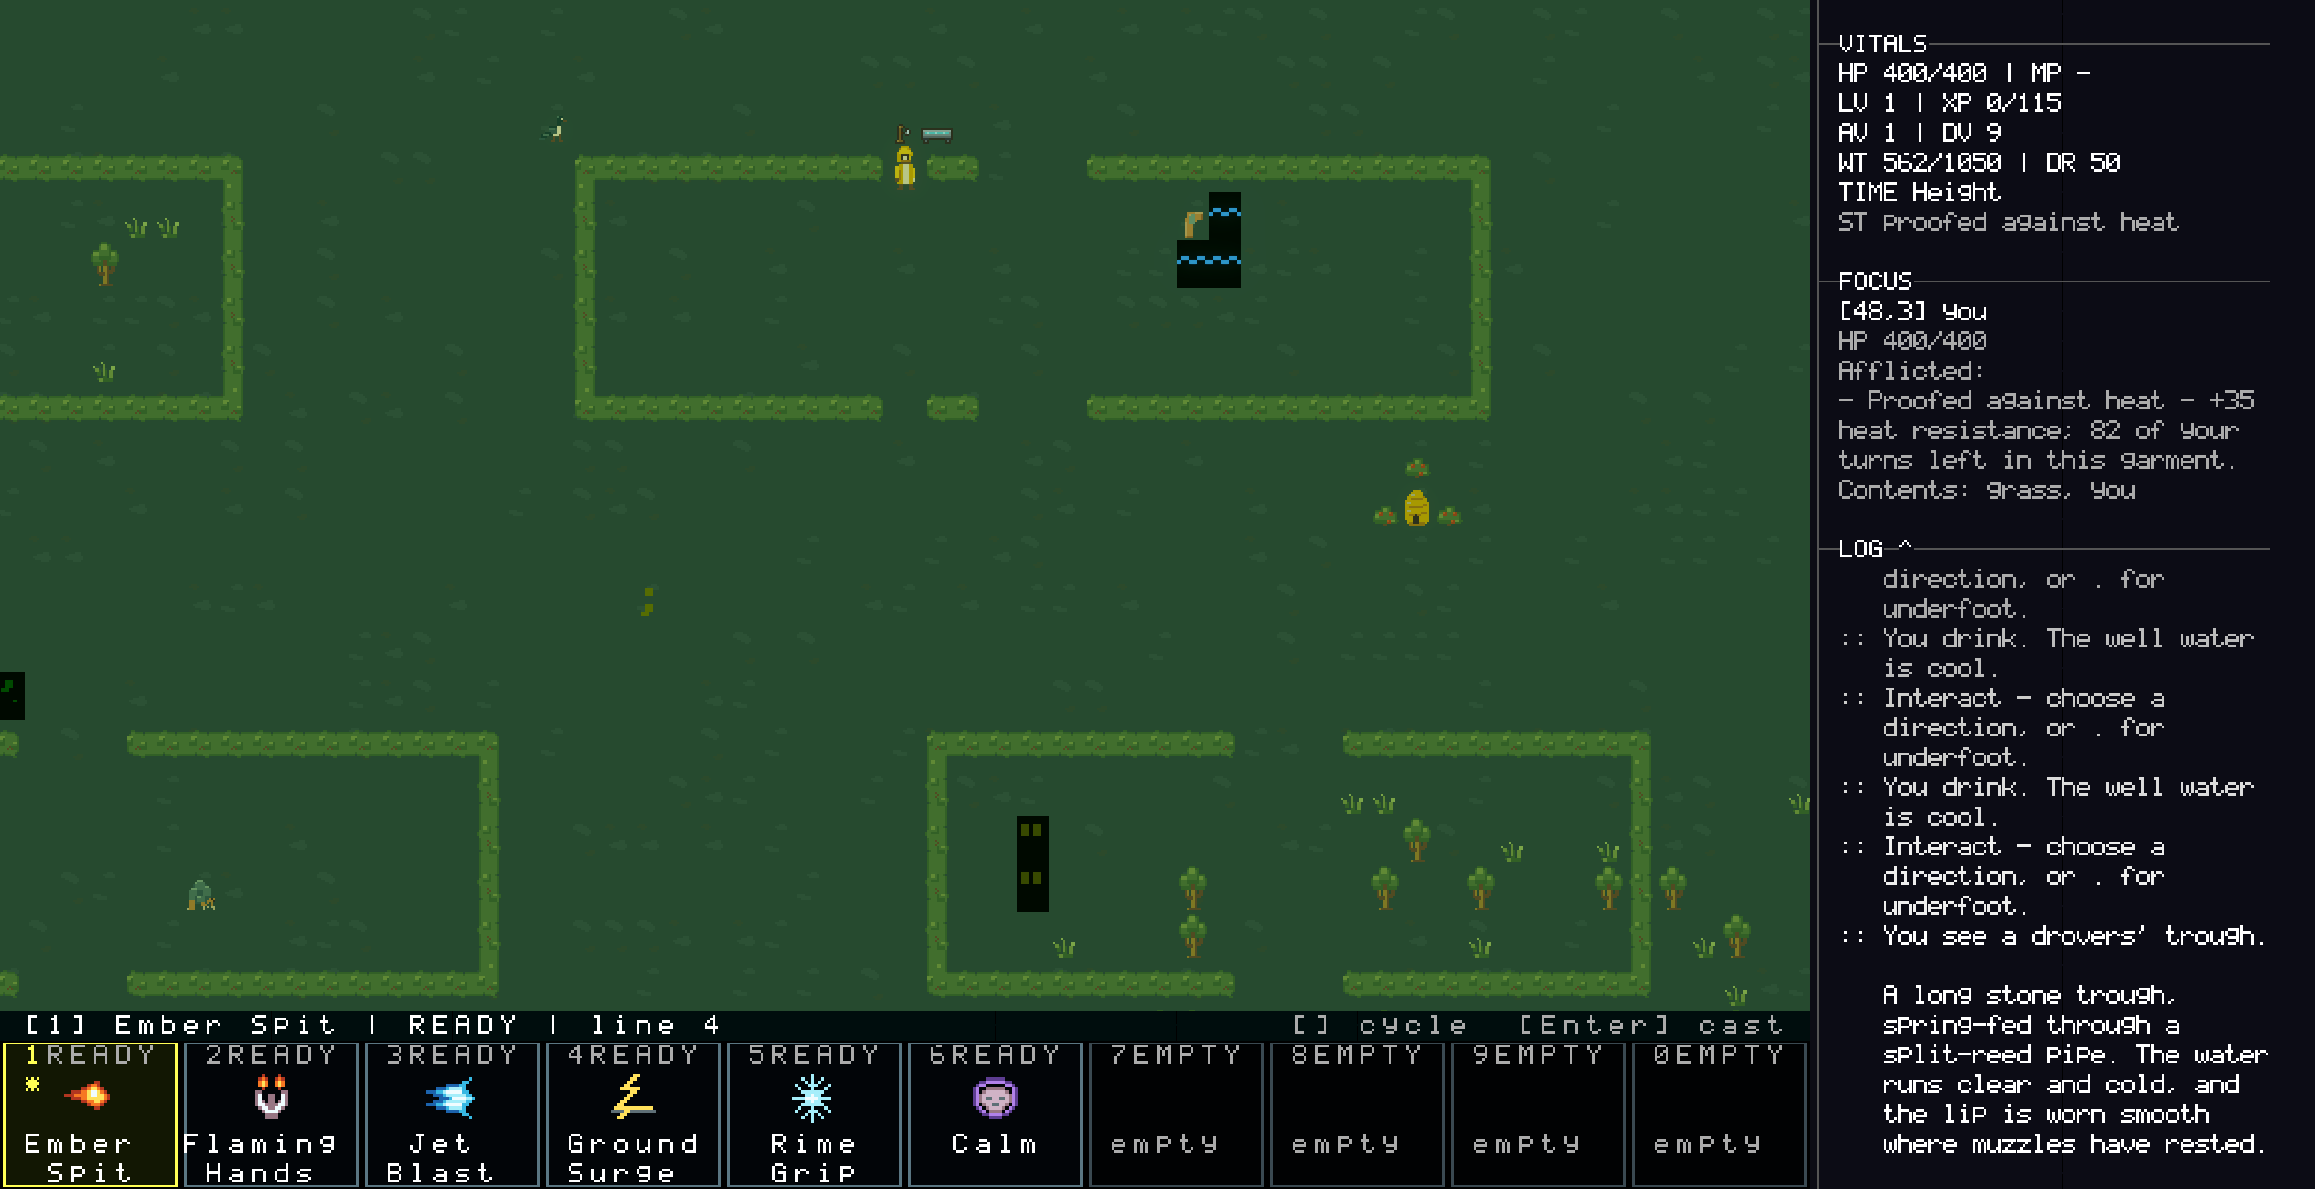 VITALS
HP 400/400 | MP -
LV 1 | XP 0/115
AV 1 | DV 9
WT 562/1050 | DR 50
TIME Height
ST Proofed against heat
FOCUS
[48,3] You
HP 400/400
Afflicted:
- Proofed against heat - +35
heat resistance; 82 of your
turns left in this garment.
Contents: grass, You
LOG ^
direction, or . for
underfoot.
:: You drink. The well water
is cool.
:: Interact - choose a
direction, or . for
underfoot.
:: You drink. The well water
is cool.
:: Interact - choose a
direction, or . for
underfoot.
:: You see a drovers' trough.
A long stone trough,
spring-fed through a
split-reed pipe. The water
runs clear and cold, and
the lip is worn smooth
where muzzles have rested.
[1] Ember Spit | READY | line 4
[] cycle [Enter] cast
1READY 2READY 3READY 4READY 5READY 6READY 7EMPTY 8EMPTY 9EMPTY 0EMPTY
Ember Flaming Jet Ground Rime Calm empty empty empty empty
Spit Hands Blast Surge Grip